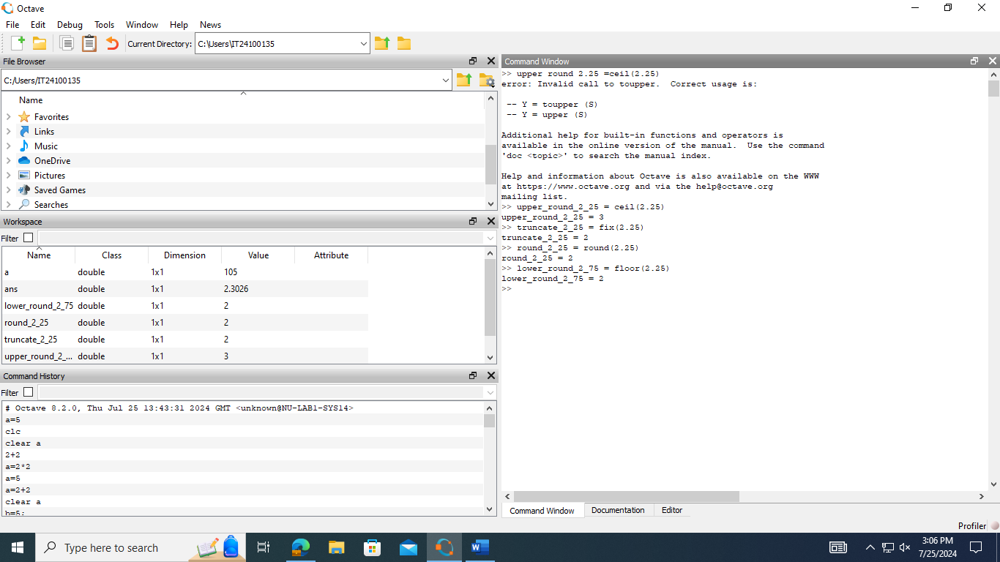 Octave
File Edit Debug Tools Window Help News
Current Directory: C:\Users\IT24100135
File Browser
C:/Users/IT24100135
Name
Favorites
Links
Music
OneDrive
Pictures
Saved Games
Searches
Workspace
Filter
Name Class Dimension Value Attribute
a double 1x1 105
ans double 1x1 2.3026
lower_round_2_75 double 1x1 2
round_2_25 double 1x1 2
truncate_2_25 double 1x1 2
upper_round_2_... double 1x1 3
Command History
Filter
# Octave 8.2.0, Thu Jul 25 13:43:31 2024 GMT <unknown@NU-LAB1-SYS14>
a=5
clc
clear a
2+2
a=2*2
a=5
a=2+2
clear a
b=5;
Command Window
>> upper round 2.25 =ceil(2.25)
error: Invalid call to toupper.  Correct usage is:
-- Y = toupper (S)
-- Y = upper (S)
Additional help for built-in functions and operators is
available in the online version of the manual.  Use the command
'doc <topic>' to search the manual index.
Help and information about Octave is also available on the WWW
at https://www.octave.org and via the help@octave.org
mailing list.
>> upper_round_2_25 = ceil(2.25)
upper_round_2_25 = 3
>> truncate_2_25 = fix(2.25)
truncate_2_25 = 2
>> round_2_25 = round(2.25)
round_2_25 = 2
>> lower_round_2_75 = floor(2.25)
lower_round_2_75 = 2
>>
Command Window Documentation Editor
Profiler
Type here to search
3:06 PM
7/25/2024